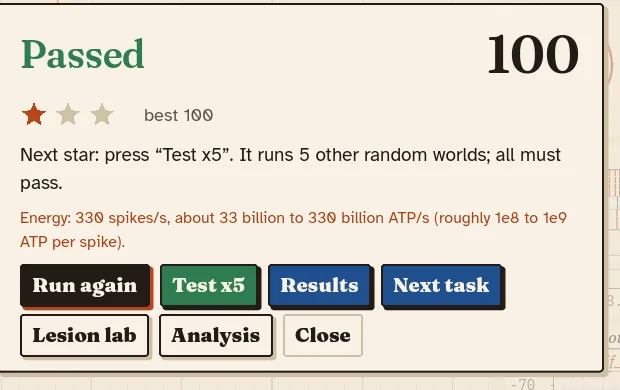 Passed 100
best 100
Next star: press “Test x5”. It runs 5 other random worlds; all must
pass.
Energy: 330 spikes/s, about 33 billion to 330 billion ATP/s (roughly 1e8 to 1e9
ATP per spike).
Run again Test x5 Results Next task
Lesion lab Analysis Close
-70